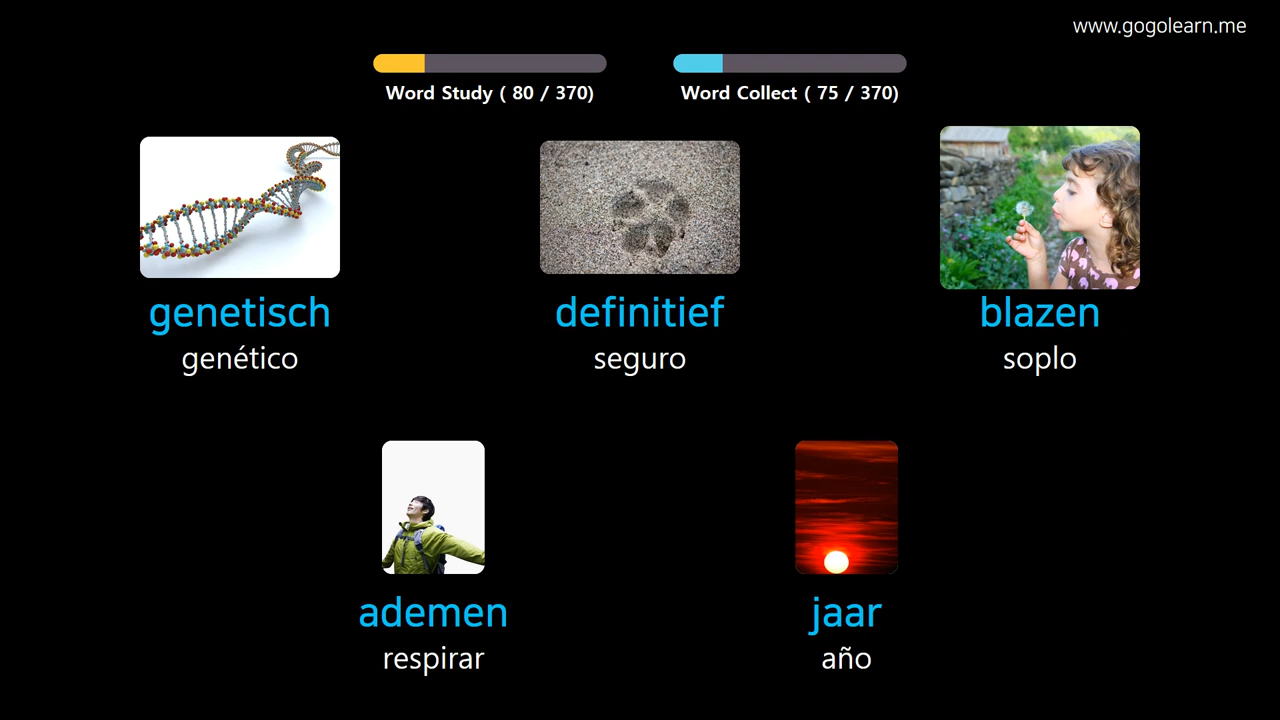 www.gogolearn.me
Word Study ( 80 / 370)
Word Collect ( 75 / 370)
genetisch
genético
definitief
seguro
blazen
soplo
ademen
respirar
jaar
año